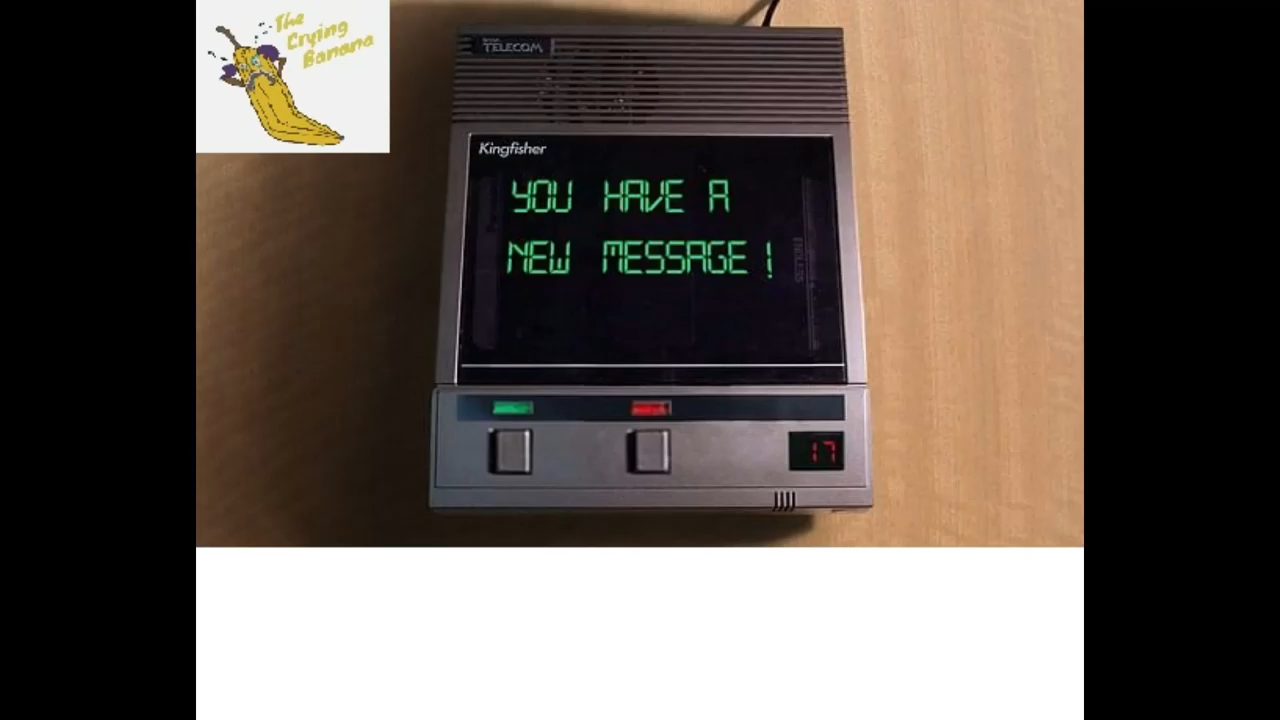 The
Crying
Banana
TELECOM
Kingfisher
YOU HAVE A
NEW MESSAGE!
17